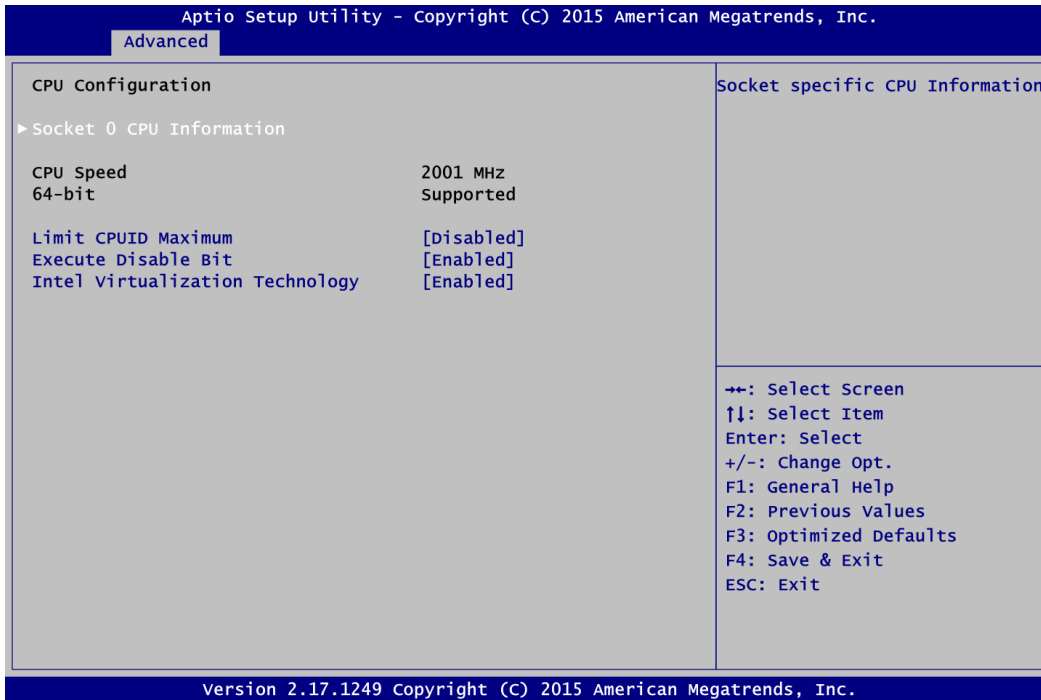 Aptio Setup Utility - Copyright (C) 2015 American Megatrends, Inc.
Advanced
CPU Configuration
▶Socket 0 CPU Information
CPU Speed 2001 MHz
64-bit Supported
Limit CPUID Maximum [Disabled]
Execute Disable Bit [Enabled]
Intel Virtualization Technology [Enabled]
Socket specific CPU Information
→←: Select Screen
↑↓: Select Item
Enter: Select
+/-: Change Opt.
F1: General Help
F2: Previous Values
F3: Optimized Defaults
F4: Save & Exit
ESC: Exit
Version 2.17.1249 Copyright (C) 2015 American Megatrends, Inc.